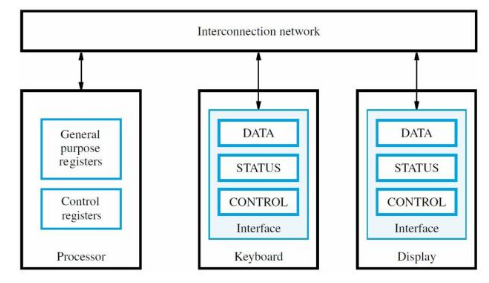 Interconnection network
General
purpose
registers
Control
registers
Processor
DATA
STATUS
CONTROL
Interface
Keyboard
DATA
STATUS
CONTROL
Interface
Display